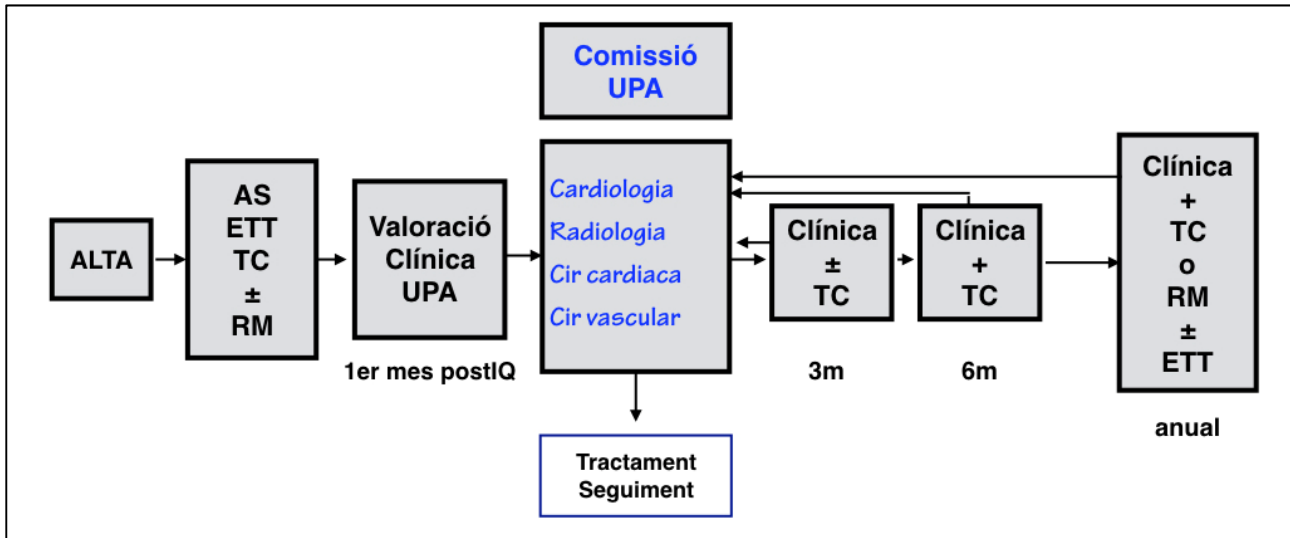 Comissió
UPA
ALTA
AS
ETT
TC
±
RM
Valoració
Clínica
UPA
1er mes postIQ
Cardiologia
Radiologia
Cir cardiaca
Cir vascular
Tractament
Seguiment
Clínica
±
TC
3m
Clínica
+
TC
6m
Clínica
+
TC
o
RM
±
ETT
anual